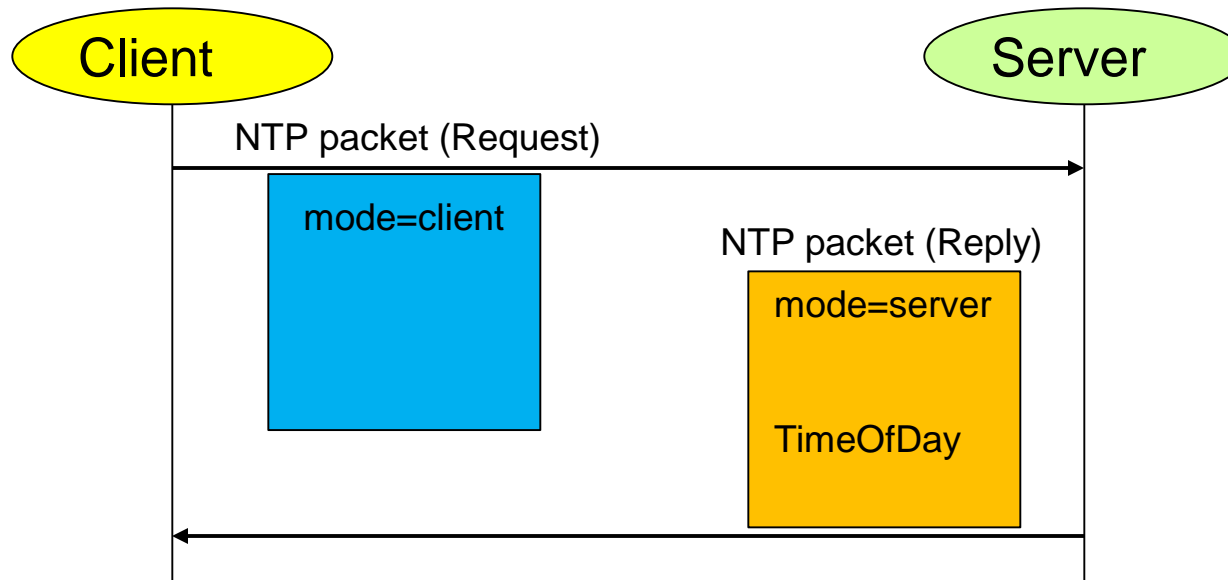 Client
Server
NTP packet (Request)
mode=client
NTP packet (Reply)
mode=server
TimeOfDay